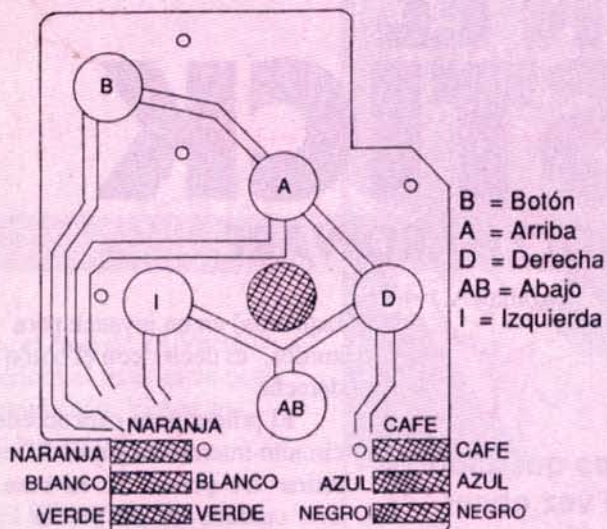 B
A
I
D
AB
B = Botón
A = Arriba
D = Derecha
AB = Abajo
I = Izquierda
NARANJA CAFE
NARANJA CAFE
BLANCO BLANCO AZUL AZUL
VERDE VERDE NEGRO NEGRO